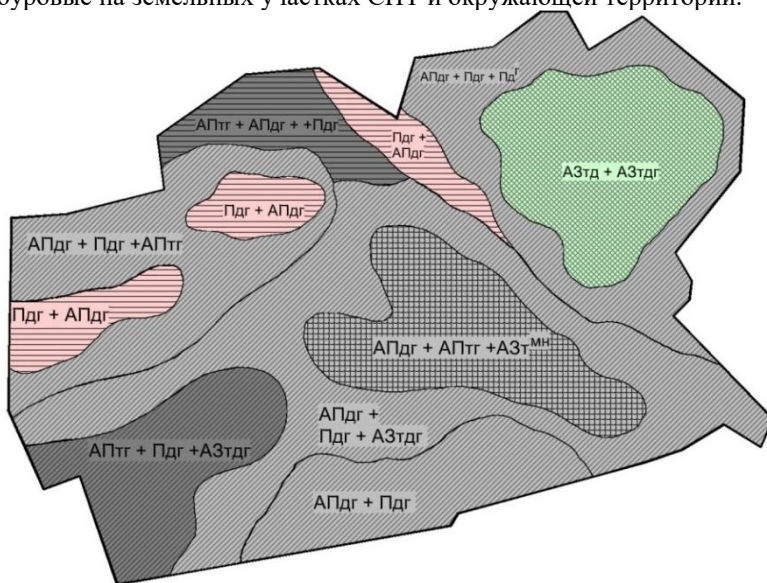 буровые на земельных участках СНТ и окружающей территории.
АПдг + Пдг + Пд
АПтг + АПдг + +Пдг
Пдг +
АПдг
АЗтд + АЗтдг
Пдг + АПдг
АПдг + Пдг +АПтг
Пдг + АПдг
АПдг + АПтг +АЗтᵐⁿ
АПдг +
Пдг + АЗтдг
АПтг + Пдг +АЗтдг
АПдг + Пдг